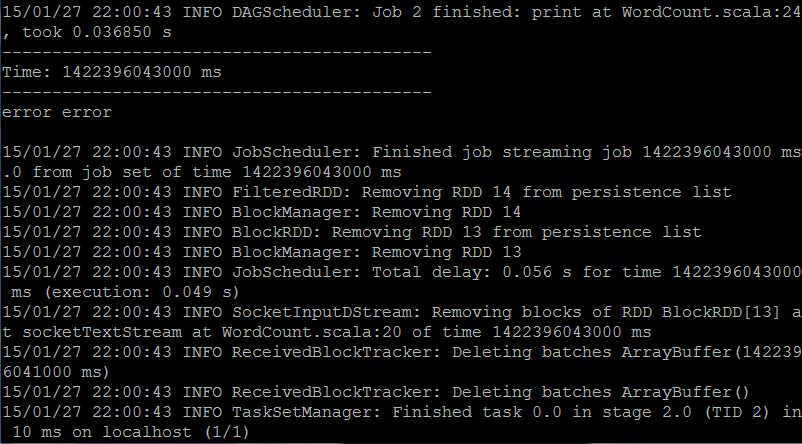 15/01/27 22:00:43 INFO DAGScheduler: Job 2 finished: print at WordCount.scala:24
, took 0.036850 s
-------------------------------------------
Time: 1422396043000 ms
-------------------------------------------
error error
15/01/27 22:00:43 INFO JobScheduler: Finished job streaming job 1422396043000 ms
.0 from job set of time 1422396043000 ms
15/01/27 22:00:43 INFO FilteredRDD: Removing RDD 14 from persistence list
15/01/27 22:00:43 INFO BlockManager: Removing RDD 14
15/01/27 22:00:43 INFO BlockRDD: Removing RDD 13 from persistence list
15/01/27 22:00:43 INFO BlockManager: Removing RDD 13
15/01/27 22:00:43 INFO JobScheduler: Total delay: 0.056 s for time 1422396043000
 ms (execution: 0.049 s)
15/01/27 22:00:43 INFO SocketInputDStream: Removing blocks of RDD BlockRDD[13] a
t socketTextStream at WordCount.scala:20 of time 1422396043000 ms
15/01/27 22:00:43 INFO ReceivedBlockTracker: Deleting batches ArrayBuffer(142239
6041000 ms)
15/01/27 22:00:43 INFO ReceivedBlockTracker: Deleting batches ArrayBuffer()
15/01/27 22:00:43 INFO TaskSetManager: Finished task 0.0 in stage 2.0 (TID 2) in
 10 ms on localhost (1/1)